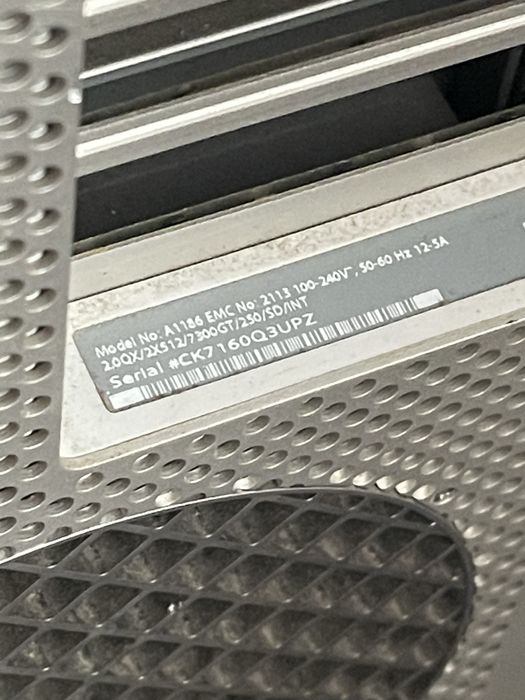 Model No. A1186 EMC No: 2113 100-240V~, 50-60 Hz 12-5A
2.0QX/2X512/7300GT/250/SD/INT
Serial #CK7160Q3UPZ